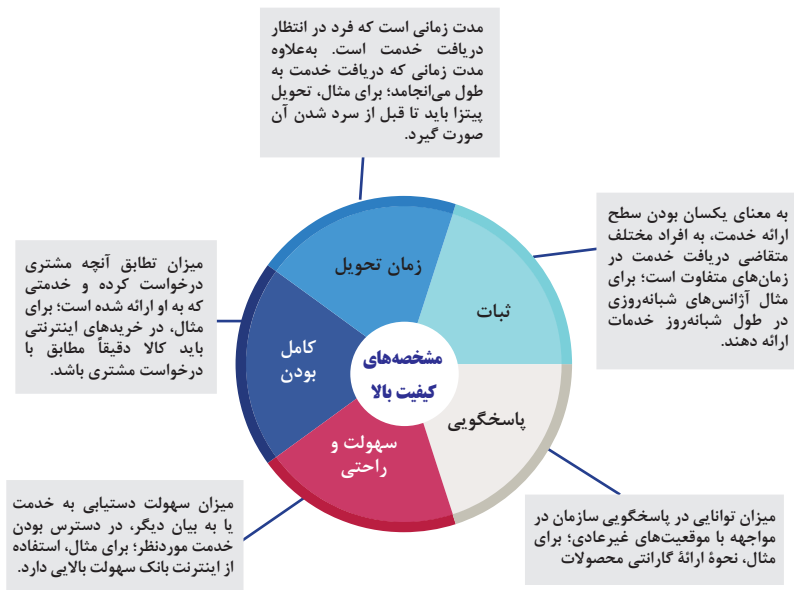 مدت زمانی است که فرد در انتظار
دریافت خدمت است. به‌علاوه
مدت زمانی که دریافت خدمت به
طول می‌انجامد؛ برای مثال، تحویل
پیتزا باید تا قبل از سرد شدن آن
صورت گیرد.
به معنای یکسان بودن سطح
ارائه خدمت، به افراد مختلف
متقاضی دریافت خدمت در
زمان‌های متفاوت است؛ برای
مثال آژانس‌های شبانه‌روزی
در طول شبانه‌روز خدمات
ارائه دهند.
میزان تطابق آنچه مشتری
درخواست کرده و خدمتی
که به او ارائه شده است؛ برای
مثال، در خریدهای اینترنتی
باید کالا دقیقاً مطابق با
درخواست مشتری باشد.
زمان تحویل
ثبات
کامل
بودن
مشخصه‌های
کیفیت بالا
پاسخگویی
سهولت و
راحتی
میزان توانایی در پاسخگویی سازمان در
مواجهه با موقعیت‌های غیرعادی؛ برای
مثال، نحوۀ ارائۀ گارانتی محصولات
میزان سهولت دستیابی به خدمت
یا به بیان دیگر، در دسترس بودن
خدمت موردنظر؛ برای مثال، استفاده
از اینترنت بانک سهولت بالایی دارد.